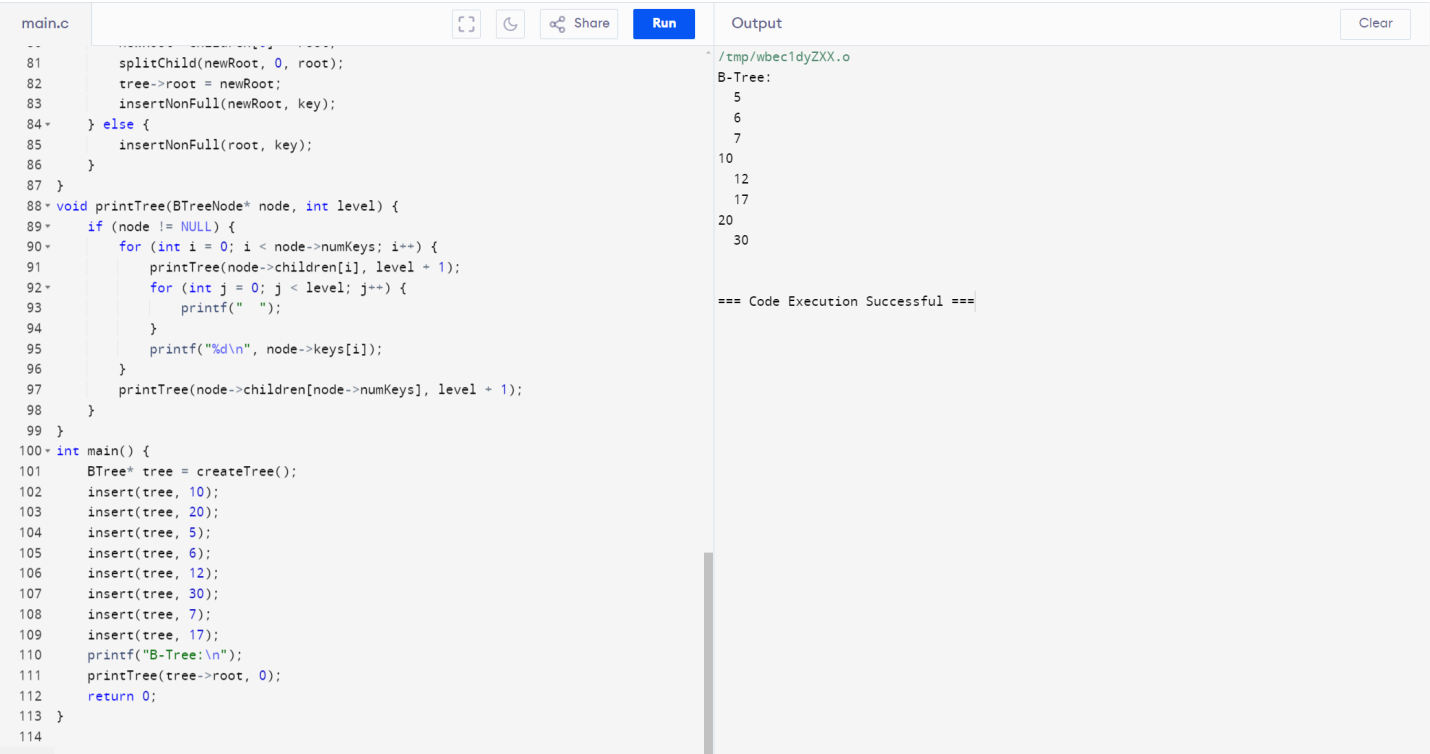 main.c
Share
Run
Output
Clear
81 splitChild(newRoot, 0, root);
82 tree->root = newRoot;
83 insertNonFull(newRoot, key);
84 } else {
85 insertNonFull(root, key);
86 }
87 }
88 void printTree(BTreeNode* node, int level) {
89 if (node != NULL) {
90 for (int i = 0; i < node->numKeys; i++) {
91 printTree(node->children[i], level + 1);
92 for (int j = 0; j < level; j++) {
93 printf("  ");
94 }
95 printf("%d\n", node->keys[i]);
96 }
97 printTree(node->children[node->numKeys], level + 1);
98 }
99 }
100 int main() {
101 BTree* tree = createTree();
102 insert(tree, 10);
103 insert(tree, 20);
104 insert(tree, 5);
105 insert(tree, 6);
106 insert(tree, 12);
107 insert(tree, 30);
108 insert(tree, 7);
109 insert(tree, 17);
110 printf("B-Tree:\n");
111 printTree(tree->root, 0);
112 return 0;
113 }
114
/tmp/wbec1dyZXX.o
B-Tree:
5
6
7
10
12
17
20
30
=== Code Execution Successful ===